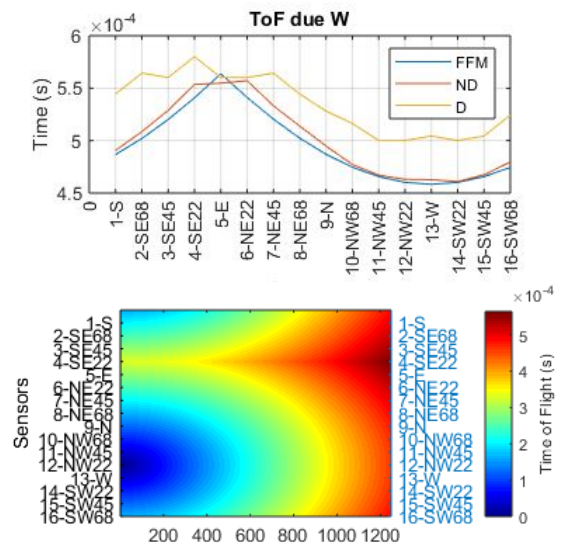 ToF due W
×10⁻⁴
6
5.5
5
4.5
Time (s)
FFM
ND
D
0
1-S
2-SE68
3-SE45
4-SE22
5-E
6-NE22
7-NE45
8-NE68
9-N
10-NW68
11-NW45
12-NW22
13-W
14-SW22
15-SW45
16-SW68
Sensors
1-S
2-SE68
3-SE45
4-SE22
5-E
6-NE22
7-NE45
8-NE68
9-N
10-NW68
11-NW45
12-NW22
13-W
14-SW22
15-SW45
16-SW68
200 400 600 800 1000 1200
1-S
2-SE68
3-SE45
4-SE22
5-E
6-NE22
7-NE45
8-NE68
9-N
10-NW68
11-NW45
12-NW22
13-W
14-SW22
15-SW45
16-SW68
×10⁻⁴
5
4
3
2
1
0
Time of Flight (s)